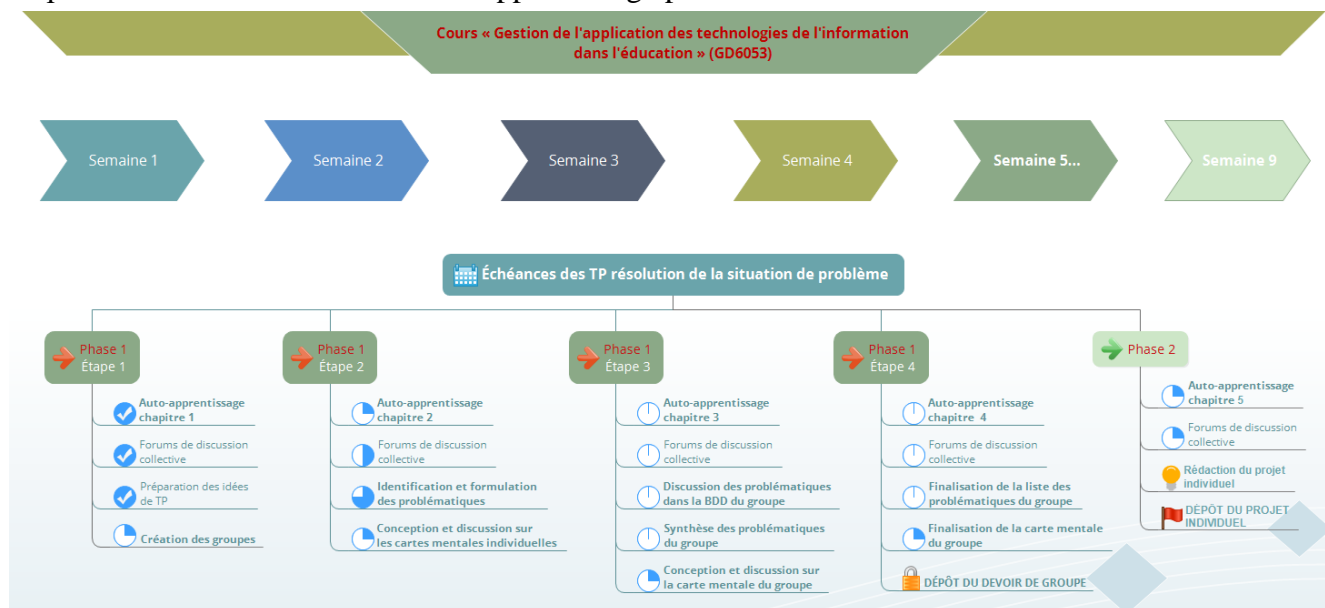 Cours « Gestion de l'application des technologies de l'information
dans l'éducation » (GD6053)
Semaine 1
Semaine 2
Semaine 3
Semaine 4
Semaine 5...
Semaine 9
Échéances des TP résolution de la situation de problème
Phase 1
Étape 1
Auto-apprentissage
chapitre 1
Forums de discussion
collective
Préparation des idées
de TP
Création des groupes
Phase 1
Étape 2
Auto-apprentissage
chapitre 2
Forums de discussion
collective
Identification et formulation
des problématiques
Conception et discussion sur
les cartes mentales individuelles
Phase 1
Étape 3
Auto-apprentissage
chapitre 3
Forums de discussion
collective
Discussion des problématiques
dans la BDD du groupe
Synthèse des problématiques
du groupe
Conception et discussion sur
la carte mentale du groupe
Phase 1
Étape 4
Auto-apprentissage
chapitre 4
Forums de discussion
collective
Finalisation de la liste des
problématiques du groupe
Finalisation de la carte mentale
du groupe
DÉPÔT DU DEVOIR DE GROUPE
Phase 2
Auto-apprentissage
chapitre 5
Forums de discussion
collective
Rédaction du projet
individuel
DÉPÔT DU PROJET
INDIVIDUEL